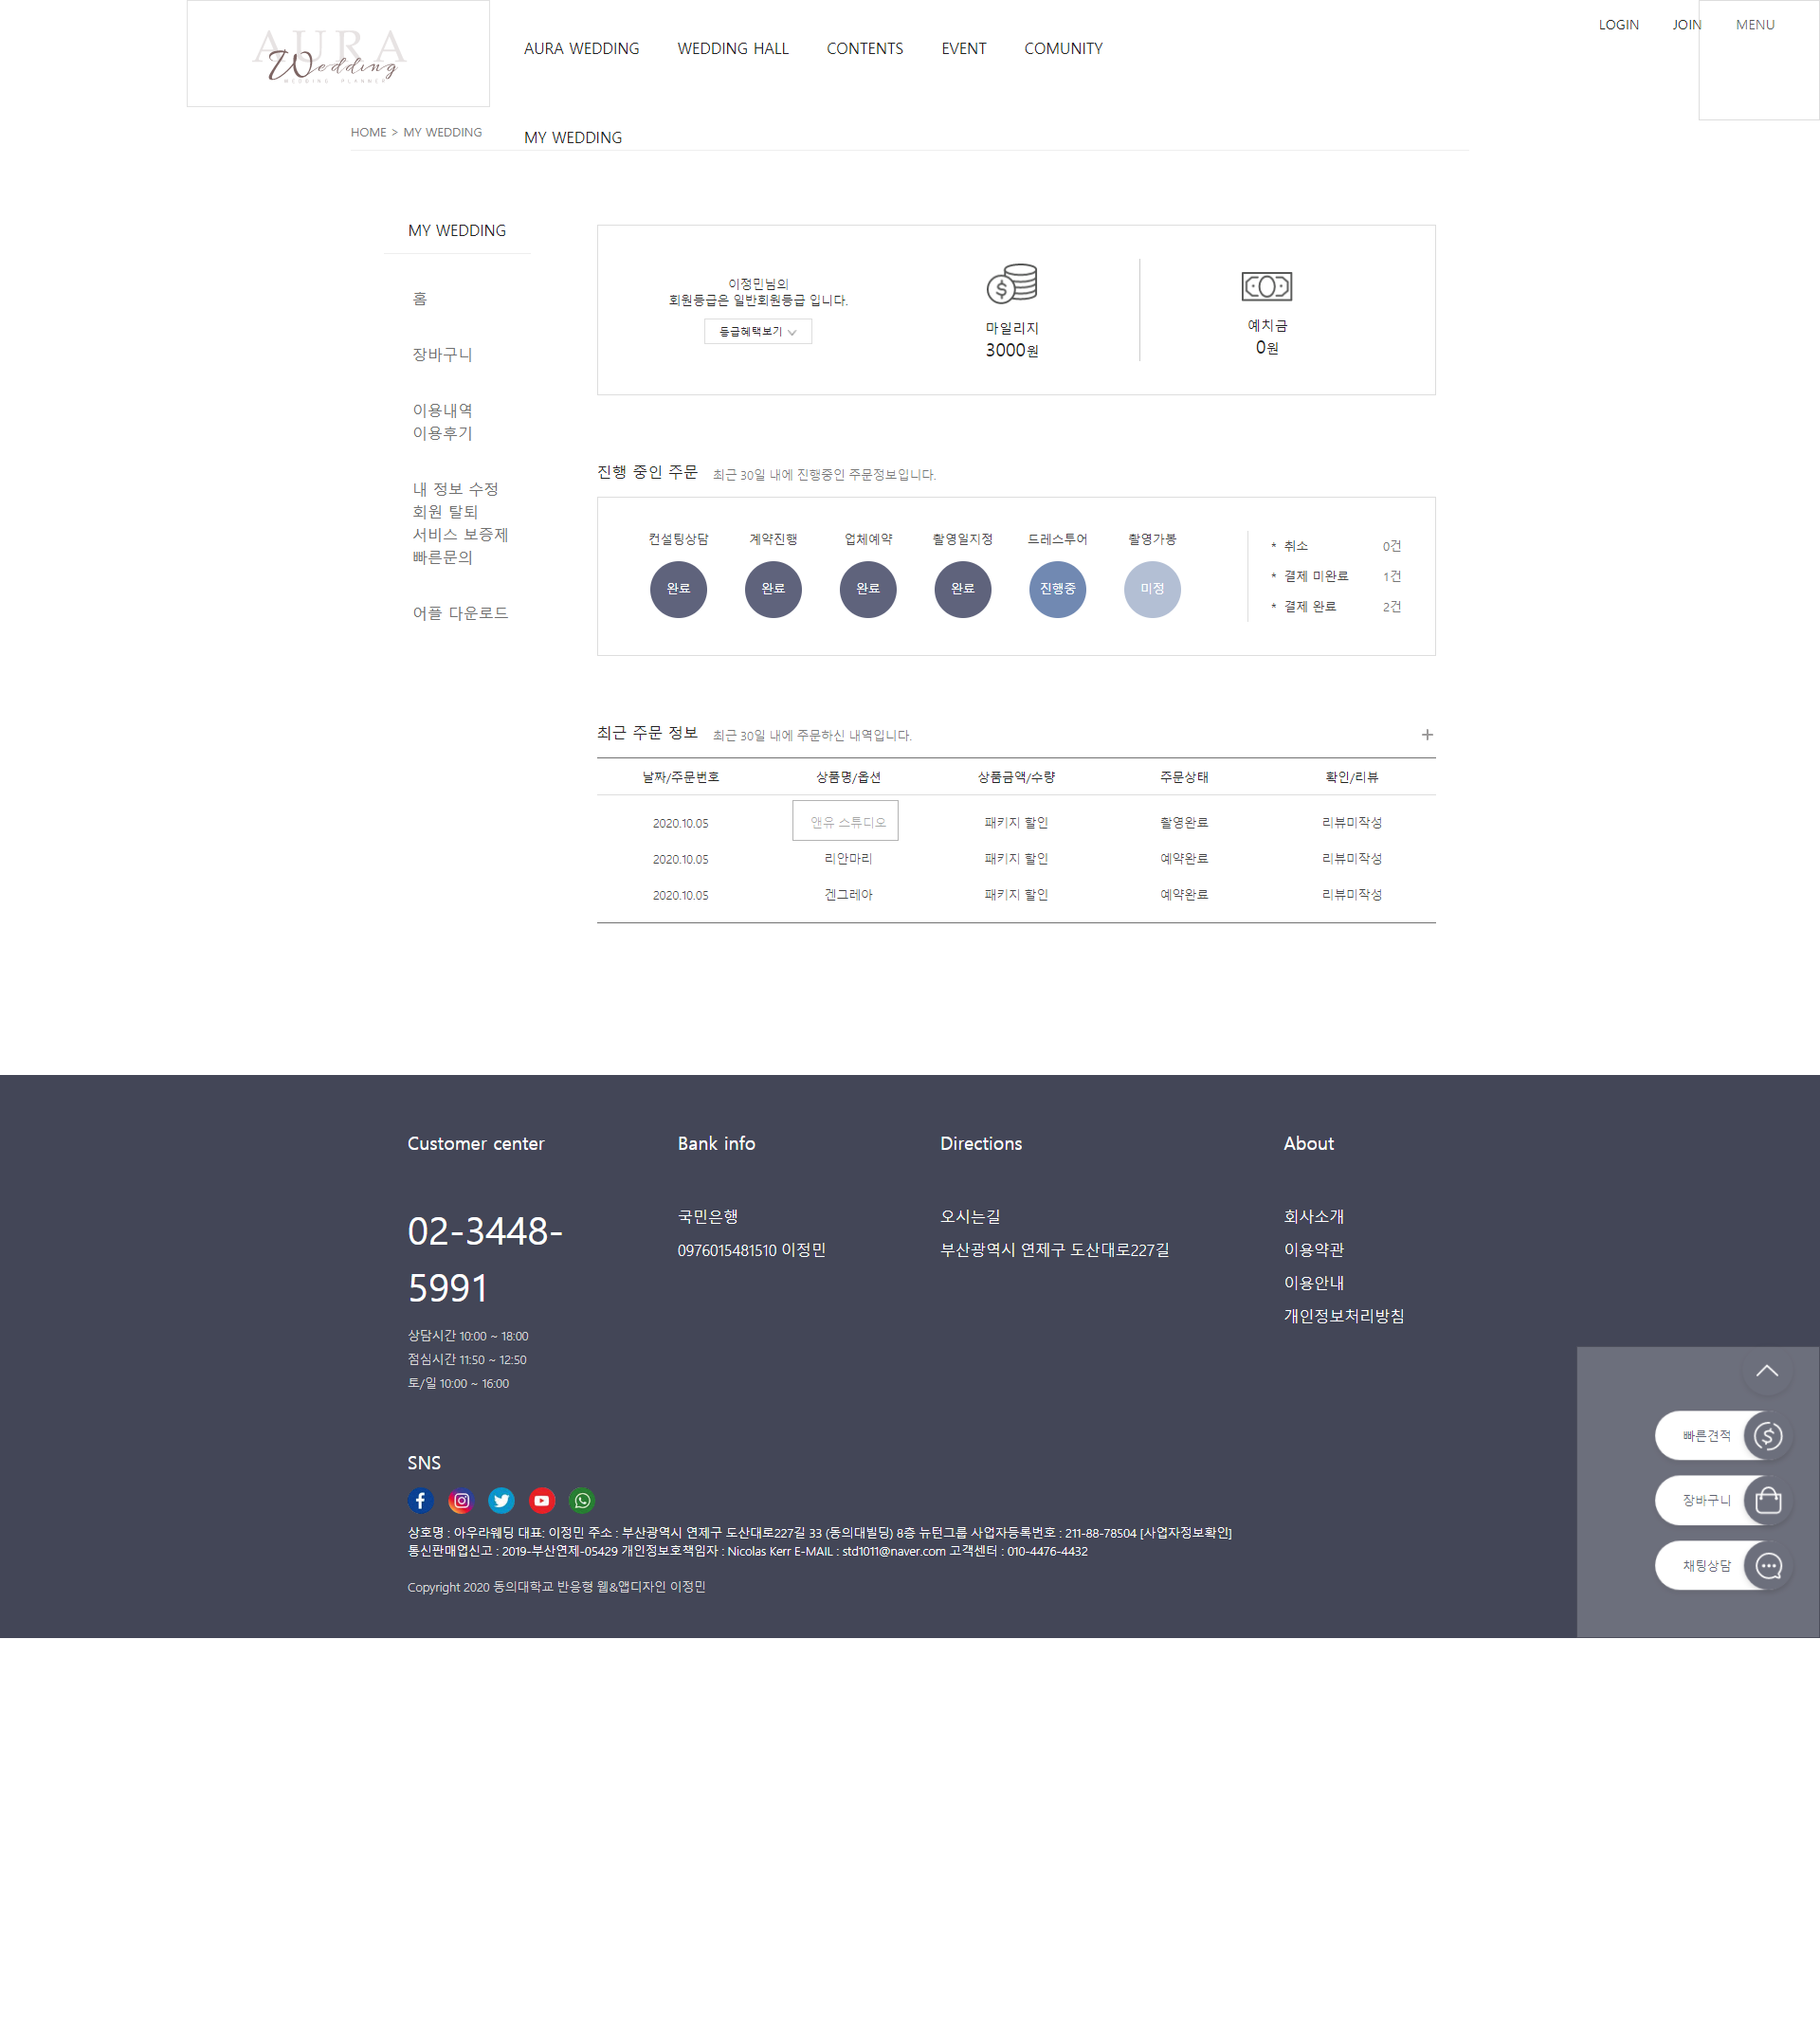 AURA
Wedding
WEDDING PLANNER
AURA WEDDING
WEDDING HALL
CONTENTS
EVENT
COMUNITY
LOGIN
JOIN
MENU
HOME > MY WEDDING
MY WEDDING
MY WEDDING
홈
장바구니
이용내역
이용후기
내 정보 수정
회원 탈퇴
서비스 보증제
빠른문의
어플 다운로드
이정민님의
회원등급은 일반회원등급 입니다.
등급혜택보기
마일리지
3000원
예치금
0원
진행 중인 주문 최근 30일 내에 진행중인 주문정보입니다.
컨설팅상담 계약진행 업체예약 촬영일지정 드레스투어 촬영가봉
완료 완료 완료 완료 진행중 미정
* 취소 0건
* 결제 미완료 1건
* 결제 완료 2건
최근 주문 정보 최근 30일 내에 주문하신 내역입니다. +
날짜/주문번호 상품명/옵션 상품금액/수량 주문상태 확인/리뷰
2020.10.05 앤유 스튜디오 패키지 할인 촬영완료 리뷰미작성
2020.10.05 리안마리 패키지 할인 예약완료 리뷰미작성
2020.10.05 겐그레아 패키지 할인 예약완료 리뷰미작성
Customer center
02-3448-
5991
상담시간 10:00 ~ 18:00
점심시간 11:50 ~ 12:50
토/일 10:00 ~ 16:00
Bank info
국민은행
0976015481510 이정민
Directions
오시는길
부산광역시 연제구 도산대로227길
About
회사소개
이용약관
이용안내
개인정보처리방침
빠른견적
장바구니
채팅상담
SNS
상호명 : 아우라웨딩 대표: 이정민 주소 : 부산광역시 연제구 도산대로227길 33 (동의대빌딩) 8층 뉴턴그룹 사업자등록번호 : 211-88-78504 [사업자정보확인]
통신판매업신고 : 2019-부산연제-05429 개인정보호책임자 : Nicolas Kerr E-MAIL : std1011@naver.com 고객센터 : 010-4476-4432
Copyright 2020 동의대학교 반응형 웹&앱디자인 이정민